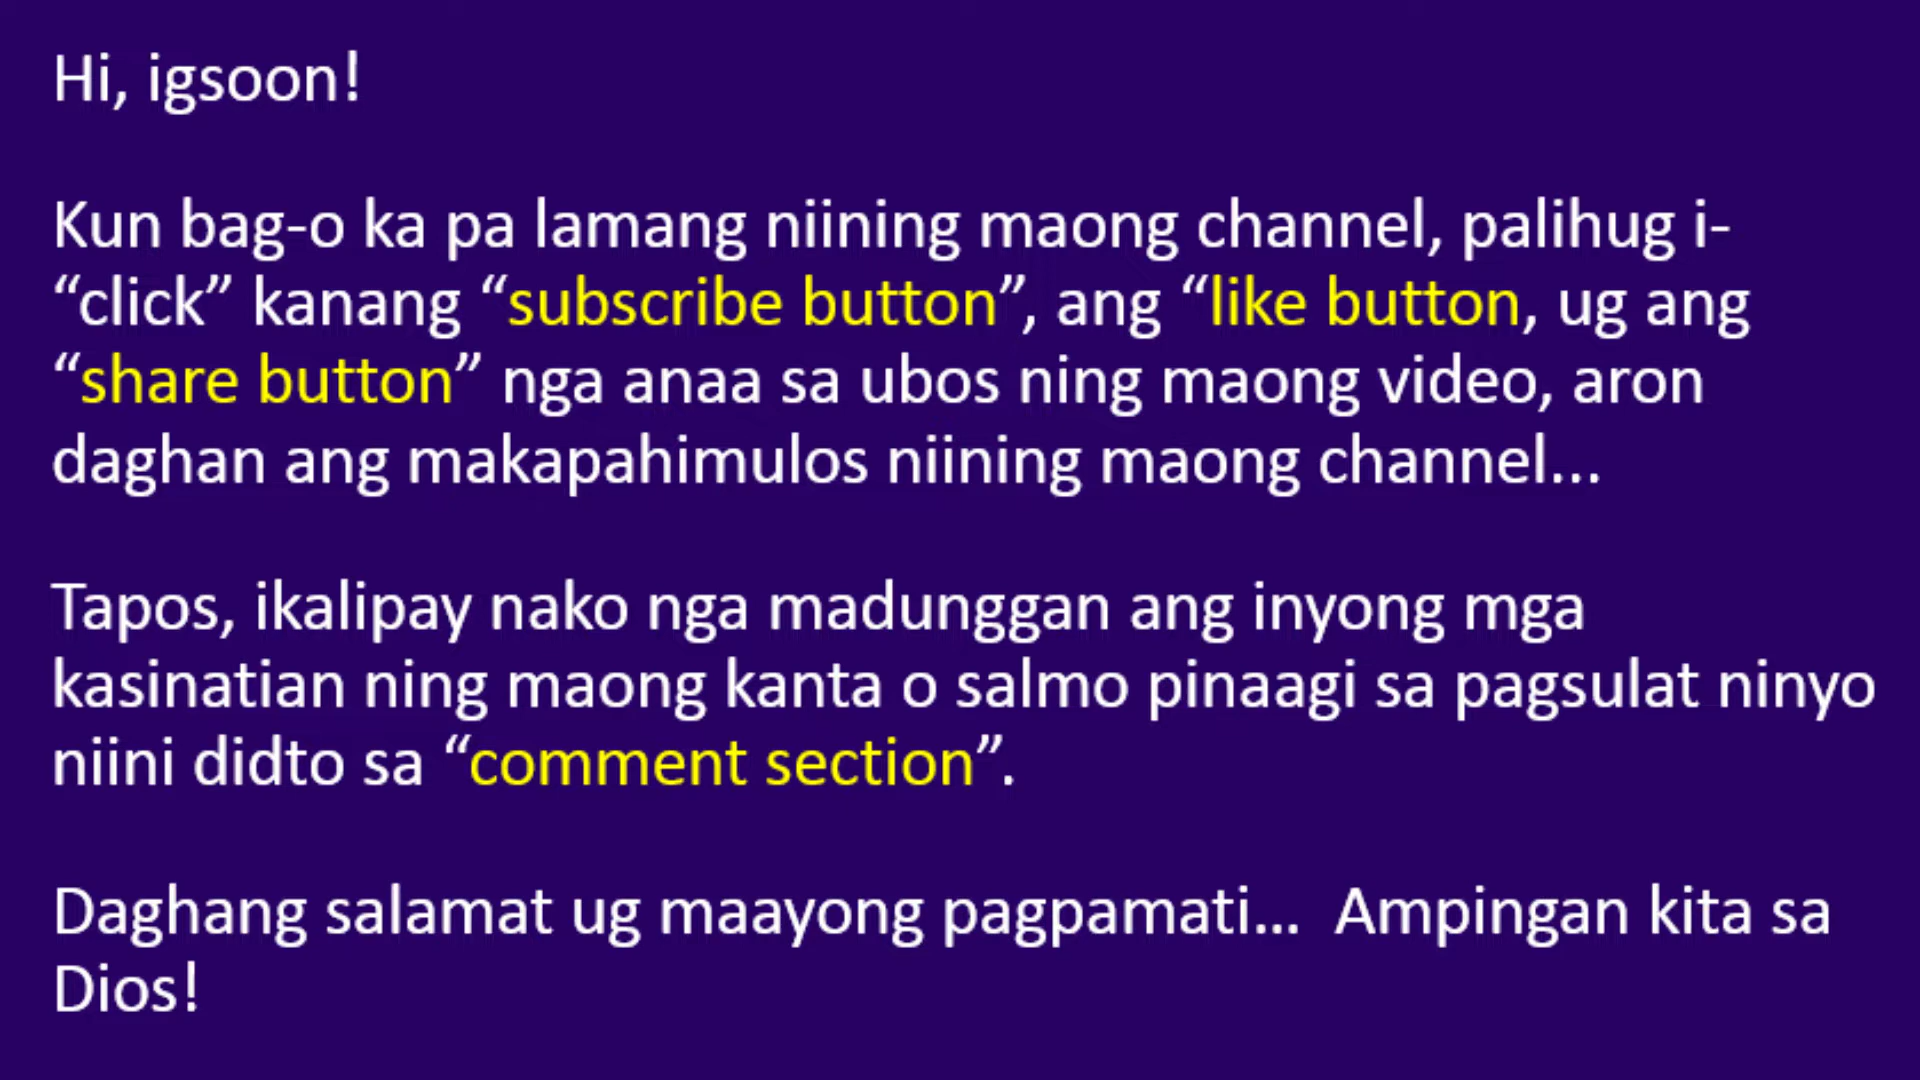 Hi, igsoon!
Kun bag-o ka pa lamang niining maong channel, palihug i-
“click” kanang “subscribe button”, ang “like button, ug ang
“share button” nga anaa sa ubos ning maong video, aron
daghan ang makapahimulos niining maong channel...
Tapos, ikalipay nako nga madunggan ang inyong mga
kasinatian ning maong kanta o salmo pinaagi sa pagsulat ninyo
niini didto sa “comment section”.
Daghang salamat ug maayong pagpamati... Ampingan kita sa
Dios!